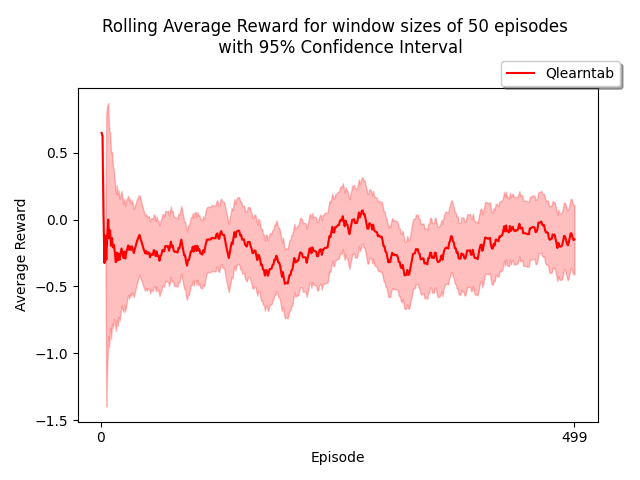 Rolling Average Reward for window sizes of 50 episodes
with 95% Confidence Interval
Qlearntab
0.5
0.0
−0.5
−1.0
−1.5
Average Reward
0
499
Episode